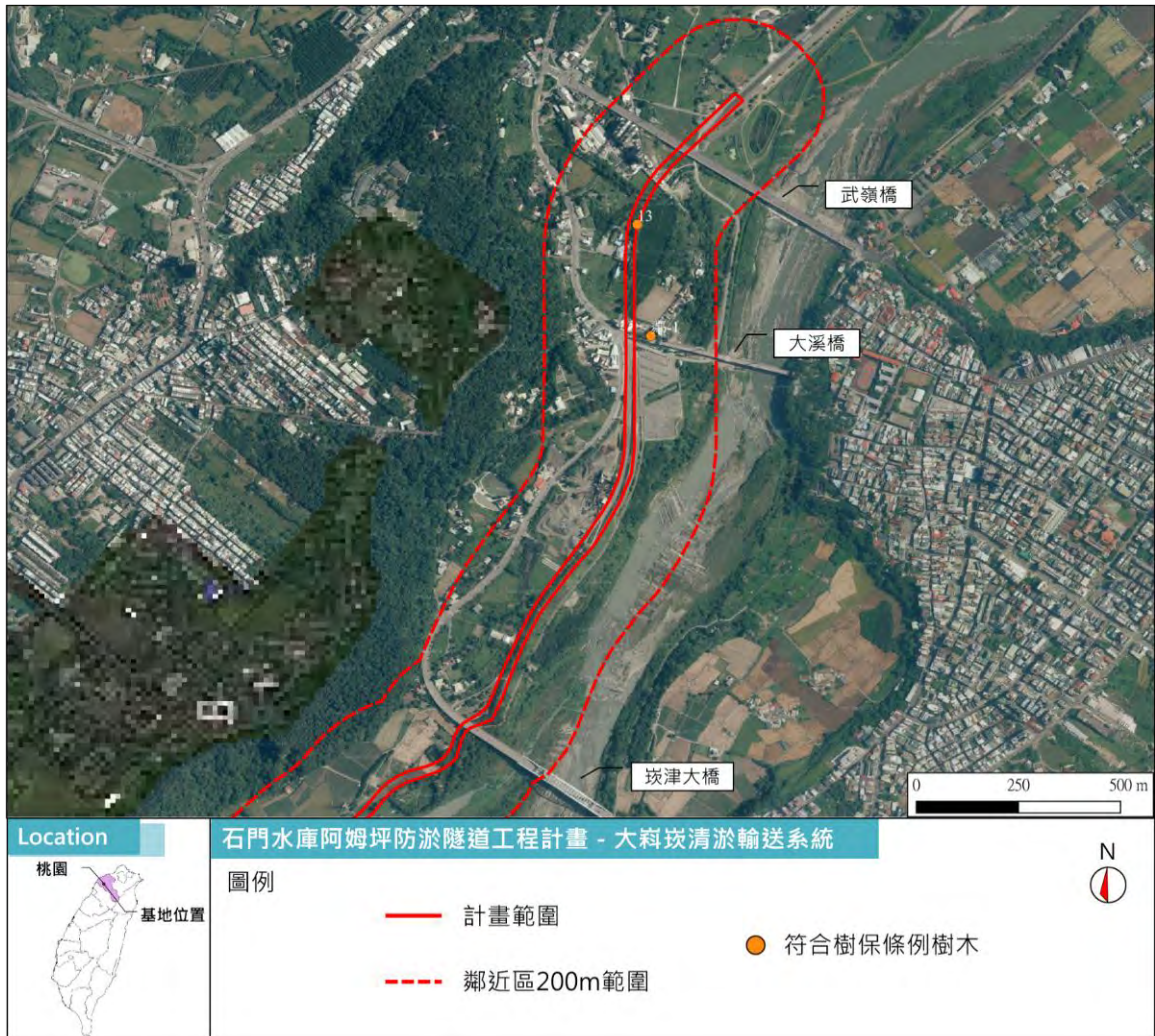 13
武嶺橋
大溪橋
崁津大橋
0 250 500 m
Location
桃園
基地位置
石門水庫阿姆坪防淤隧道工程計畫 - 大嵙崁清淤輸送系統
圖例
計畫範圍
鄰近區200m範圍
符合樹保條例樹木
N